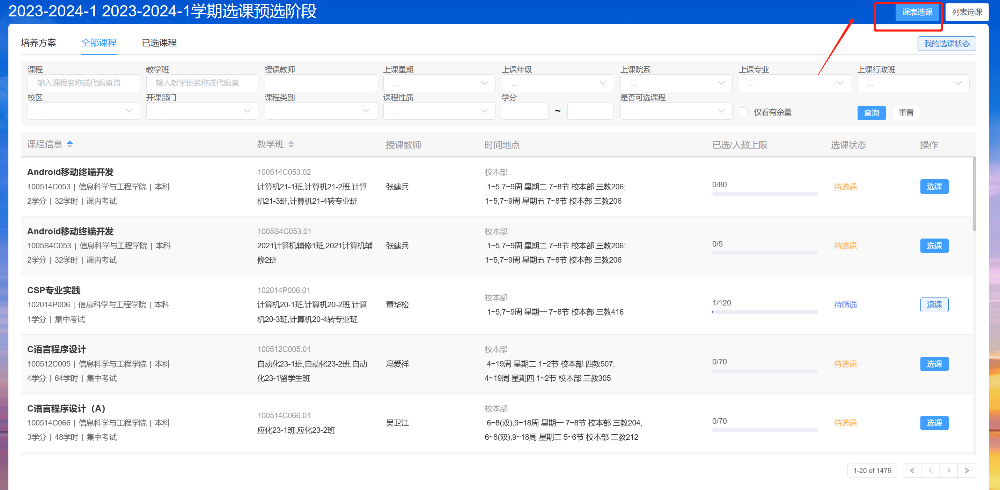 2023-2024-1 2023-2024-1学期选课预选阶段
课表选课
列表选课
培养方案
全部课程
已选课程
我的选课状态
课程
教学班
授课教师
上课星期
上课年级
上课院系
上课专业
上课行政班
输入课程名称或代码查询
输入教学班名称或代码查
...
...
...
...
...
校区
开课部门
课程类别
课程性质
学分
是否可选课程
...
...
...
...
~
...
仅看有余量
查询
重置
课程信息
教学班
授课教师
时间地点
已选/人数上限
选课状态
操作
Android移动终端开发
100514C053 | 信息科学与工程学院 | 本科
2学分 | 32学时 | 课内考试
100514C053.02
计算机21-1班,计算机21-2班,计算
机21-3班,计算机21-4转专业班
张建兵
校本部
1~5,7~9周 星期二 7~8节 校本部 三教206;
1~5,7~9周 星期五 7~8节 校本部 三教206
0/80
待选课
选课
Android移动终端开发
1005S4C053 | 信息科学与工程学院 | 本科
2学分 | 32学时 | 课内考试
1005S4C053.01
2021计算机辅修1班,2021计算机辅
修2班
张建兵
校本部
1~5,7~9周 星期二 7~8节 校本部 三教206;
1~5,7~9周 星期五 7~8节 校本部 三教206
0/5
待选课
选课
CSP专业实践
102014P006 | 信息科学与工程学院 | 本科
1学分 | 集中考试
102014P006.01
计算机20-1班,计算机20-2班,计算
机20-3班,计算机20-4转专业班
董华松
校本部
1~5,7~9周 星期一 7~8节 校本部 三教416
1/120
待筛选
退课
C语言程序设计
100512C005 | 信息科学与工程学院 | 本科
4学分 | 64学时 | 集中考试
100512C005.01
自动化23-1班,自动化23-2班,自动
化23-1留学生班
冯爱祥
校本部
4~19周 星期二 1~2节 校本部 四教507;
4~19周 星期四 1~2节 校本部 三教305
0/70
待选课
选课
C语言程序设计（A）
100514C066 | 信息科学与工程学院 | 本科
3学分 | 48学时 | 集中考试
100514C066.01
应化23-1班,应化23-2班
吴卫江
校本部
6~8(双),9~18周 星期一 7~8节 校本部 三教204;
6~8(双),9~18周 星期三 5~6节 校本部 三教212
0/70
待选课
选课
1-20 of 1475